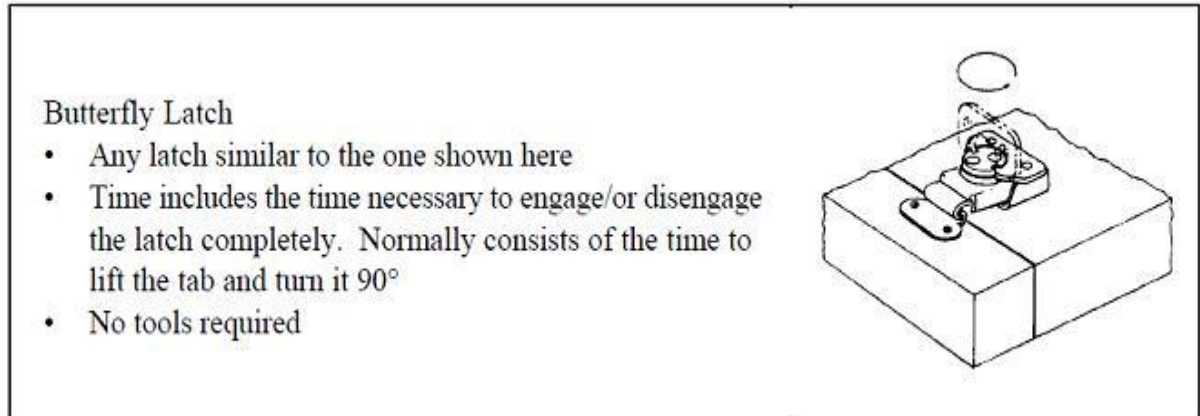 Butterfly Latch
• Any latch similar to the one shown here
• Time includes the time necessary to engage/or disengage
the latch completely. Normally consists of the time to
lift the tab and turn it 90°
• No tools required